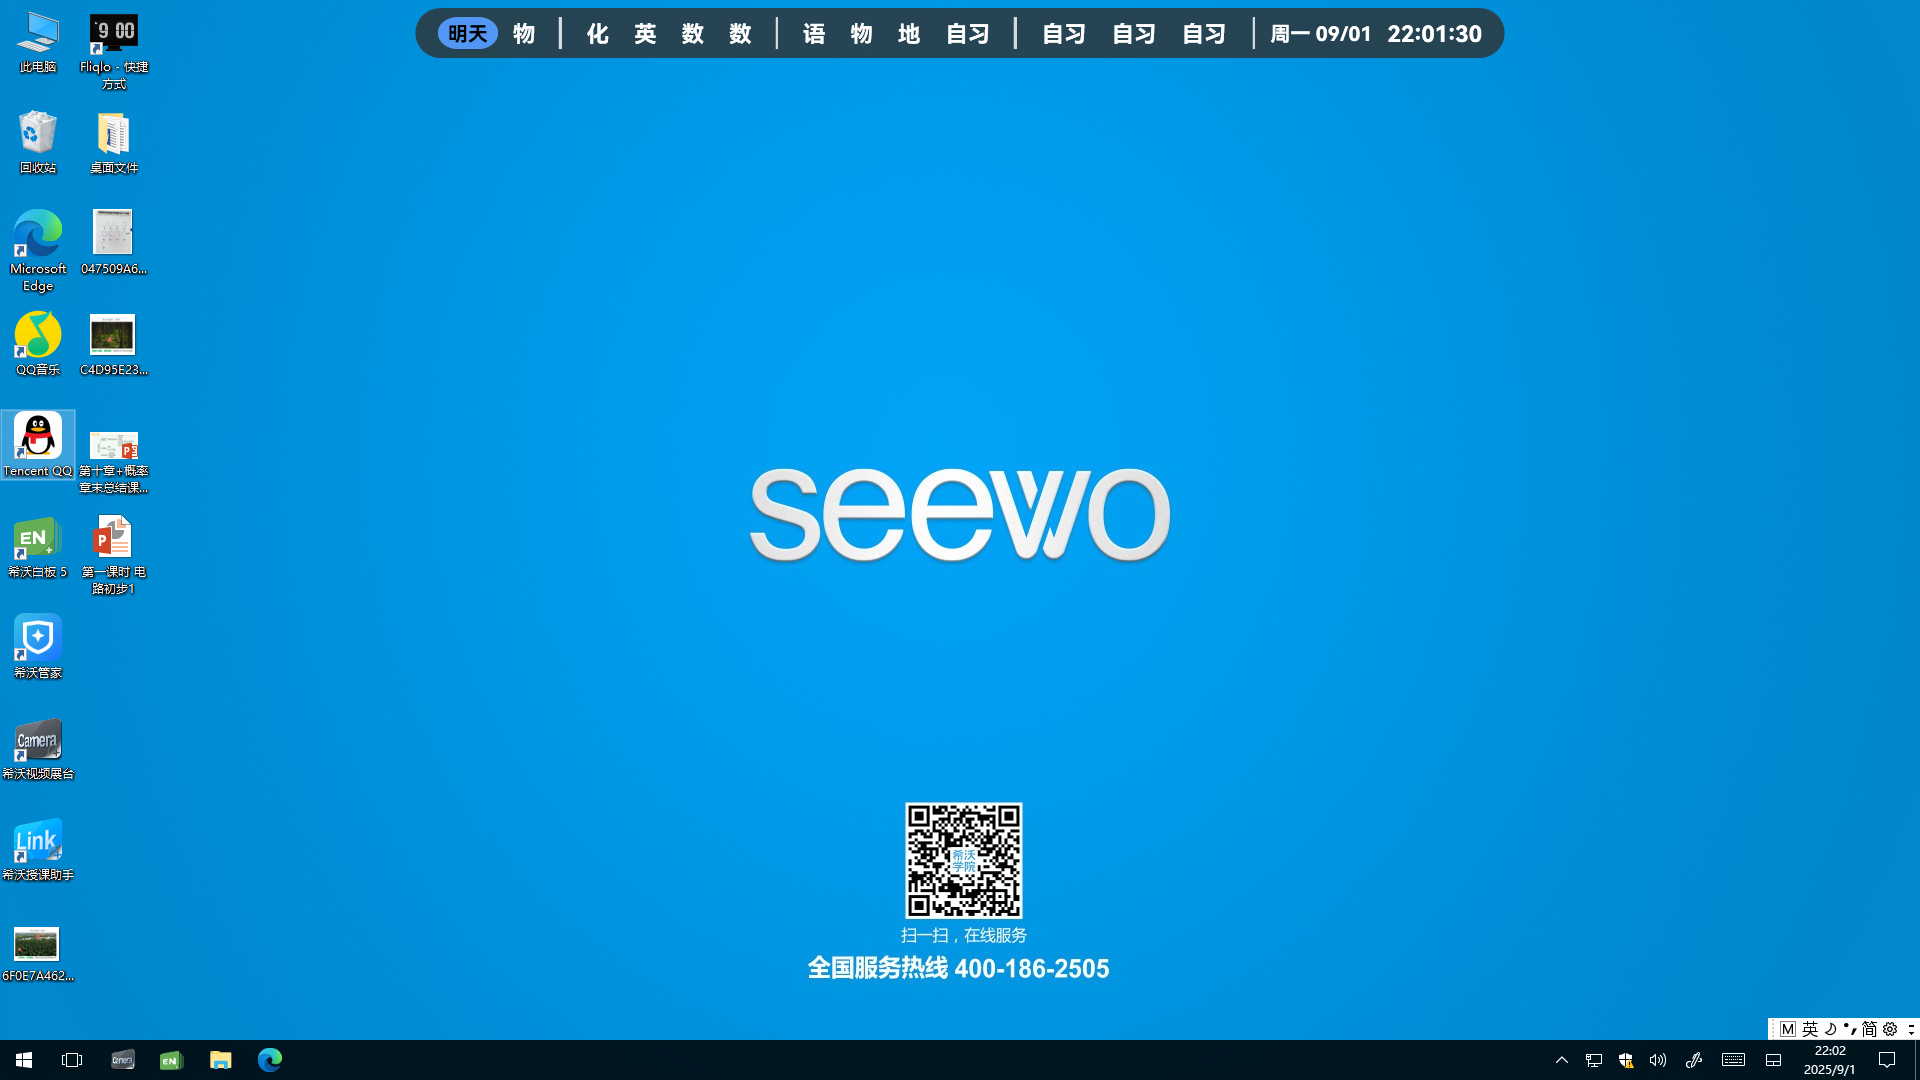 明天 物 | 化 英 数 数 | 语 物 地 自习 | 自习 自习 自习 | 周一 09/01 22:01:30
此电脑
9 00
Fliqlo - 快捷
方式
回收站
桌面文件
Microsoft
Edge
047509A6...
QQ音乐
C4D95E23...
Tencent QQ
第十章+概率
章末总结课...
EN
希沃白板 5
P
第一课时 电
路初步1
希沃管家
Camera
希沃视频展台
Link
希沃授课助手
6F0E7A462...
seewo
希沃
学院
扫一扫，在线服务
全国服务热线 400-186-2505
M 英 简
Camera
EN
22:02
2025/9/1